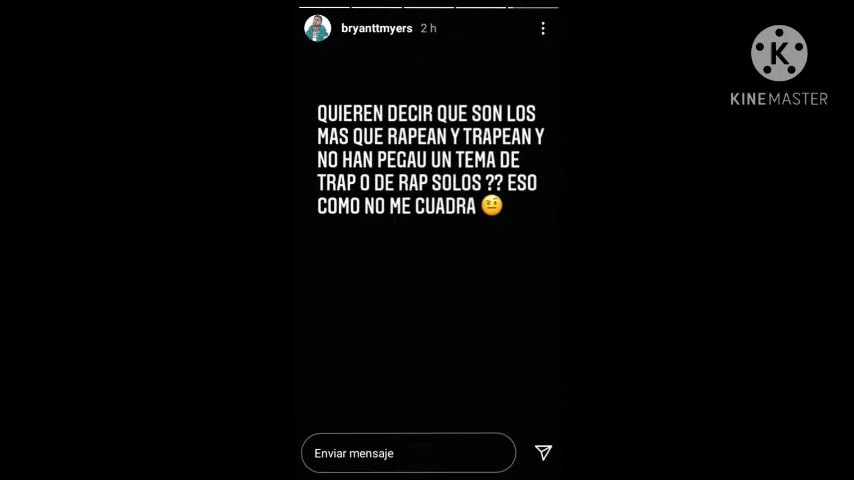 bryanttmyers 2 h
KINEMASTER
QUIEREN DECIR QUE SON LOS
MAS QUE RAPEAN Y TRAPEAN Y
NO HAN PEGAU UN TEMA DE
TRAP O DE RAP SOLOS ?? ESO
COMO NO ME CUADRA 🤨
Enviar mensaje